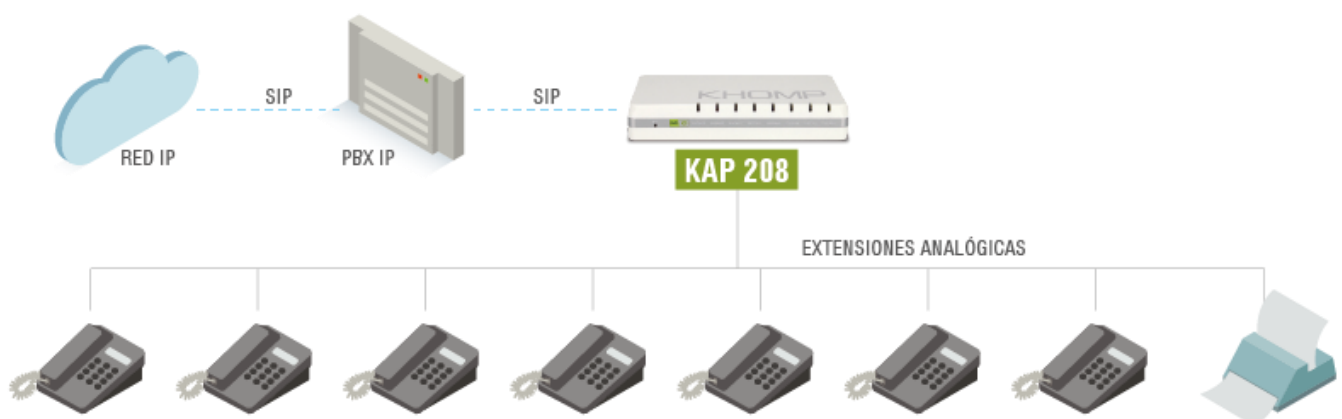 SIP
SIP
KHOMP
RED IP
PBX IP
KAP 208
EXTENSIONES ANALÓGICAS